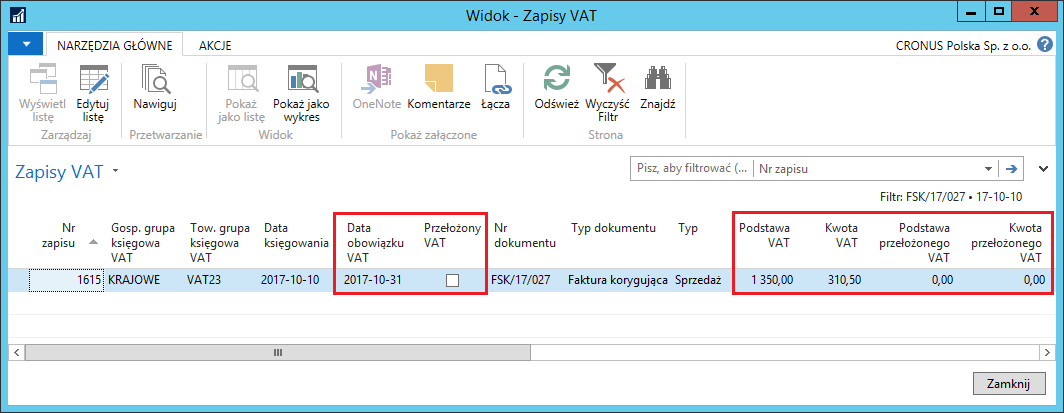 Widok - Zapisy VAT
NARZĘDZIA GŁÓWNE AKCJE CRONUS Polska Sp. z o.o.
Wyświetl listę
Edytuj listę
Zarządzaj
Nawiguj
Przetwarzanie
Pokaż jako listę
Pokaż jako wykres
Widok
OneNote
Komentarze
Łącza
Pokaż załączone
Odśwież
Wyczyść Filtr
Znajdź
Strona
Zapisy VAT
Pisz, aby filtrować (... Nr zapisu
Filtr: FSK/17/027 • 17-10-10
Nr zapisu
Gosp. grupa księgowa VAT
Tow. grupa księgowa VAT
Data księgowania
Data obowiązku VAT
Przełożony VAT
Nr dokumentu
Typ dokumentu
Typ
Podstawa VAT
Kwota VAT
Podstawa przełożonego VAT
Kwota przełożonego VAT
1615 KRAJOWE VAT23 2017-10-10 2017-10-31 FSK/17/027 Faktura korygująca Sprzedaż 1 350,00 310,50 0,00 0,00
Zamknij